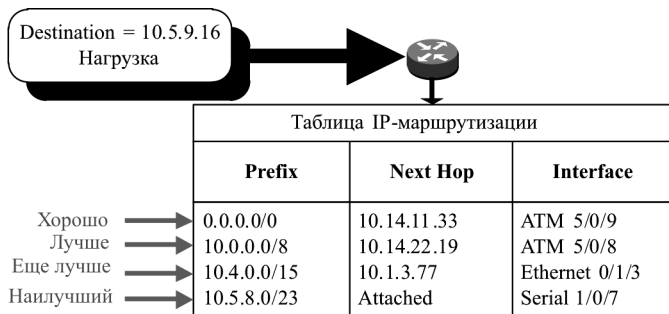 Destination = 10.5.9.16
Нагрузка
Таблица IP-маршрутизации
Prefix Next Hop Interface
Хорошо 0.0.0.0/0 10.14.11.33 ATM 5/0/9
Лучше 10.0.0.0/8 10.14.22.19 ATM 5/0/8
Еще лучше 10.4.0.0/15 10.1.3.77 Ethernet 0/1/3
Наилучший 10.5.8.0/23 Attached Serial 1/0/7